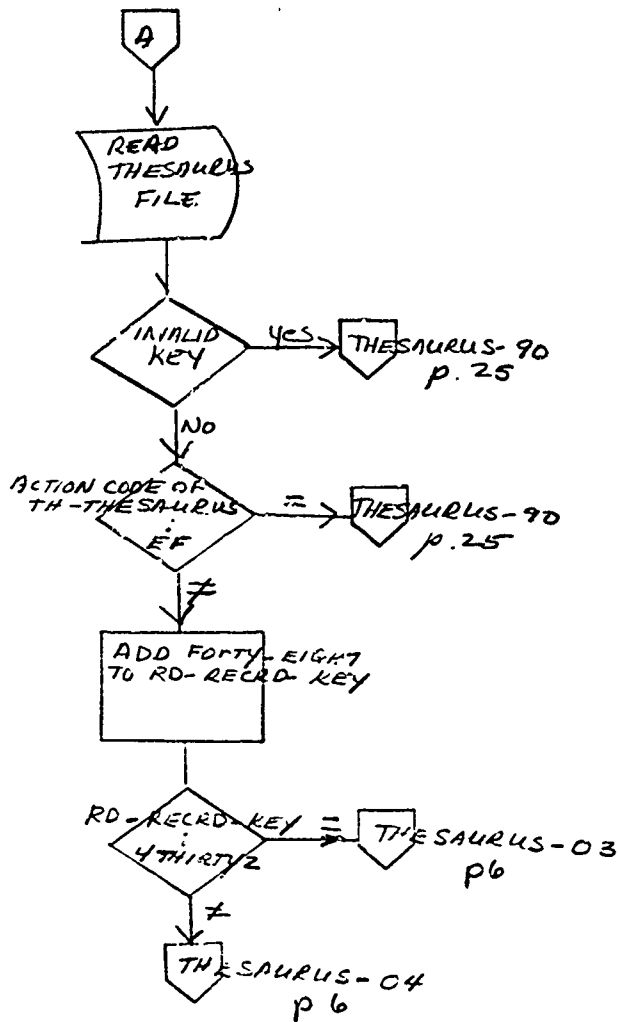 A
READ
THESAURUS
FILE.
INVALID
KEY
yes
THESAURUS-90
p. 25
NO
ACTION CODE OF
TH-THESAURUS
:
EF
=
THESAURUS-90
p. 25
≠
ADD FORTY-EIGHT
TO RD-RECRD-KEY
RD-RECRD-KEY
:
4THIRTY2
=
THESAURUS-03
p6
≠
THESAURUS-04
p 6